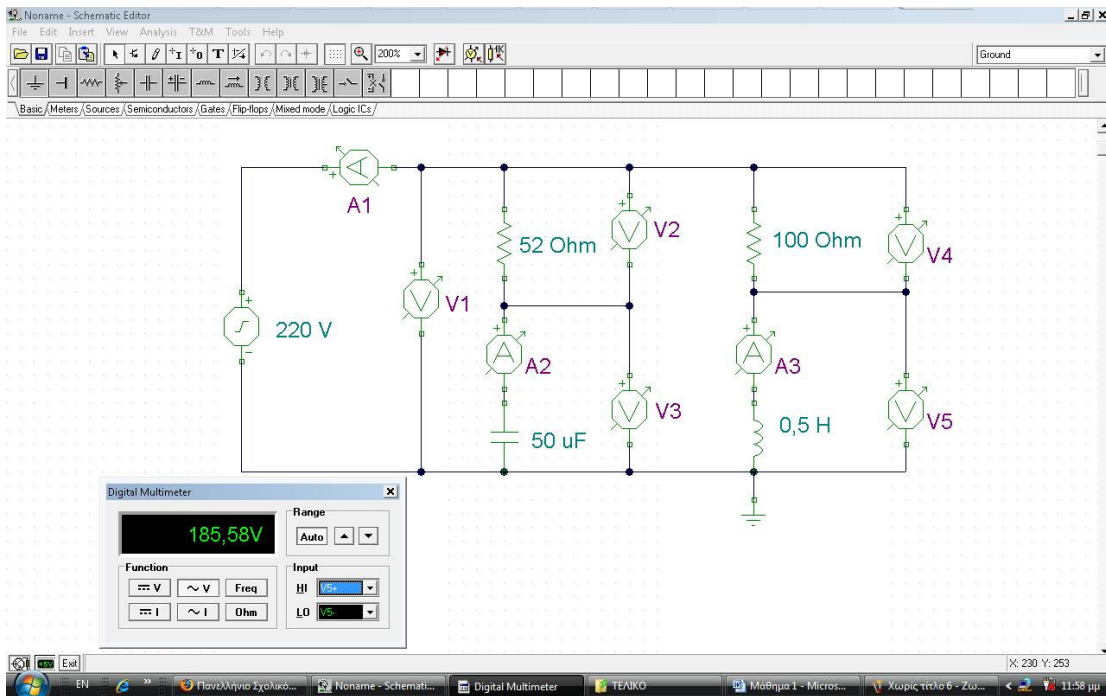 Noname - Schematic Editor
File Edit Insert View Analysis T&M Tools Help
T 200% Ground
Basic Meters Sources Semiconductors Gates Flip-flops Mixed mode Logic ICs
A1
52 Ohm
V2
100 Ohm
V4
V1
220 V
A2
A3
V3
V5
50 uF
0,5 H
Digital Multimeter
185,58V
Range
Auto
Function
Input
V V Freq
HI V5+
I I Ohm
LO V5-
+5V Exit
X: 230 Y: 253
EN Πανελλήνιο Σχολικό... Noname - Schemati... Digital Multimeter ΤΕΛΙΚΟ Μάθημα 1 - Micros... Χωρίς τίτλο 6 - Ζω... 11:58 μμ